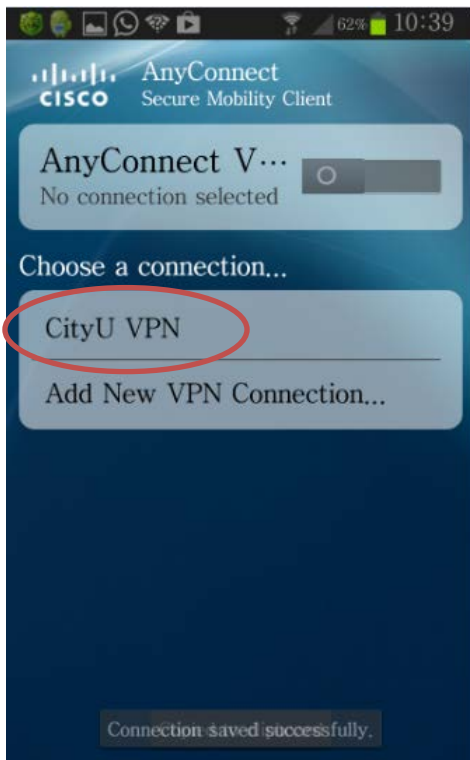 62% 10:39
AnyConnect
CISCO Secure Mobility Client
AnyConnect V...
No connection selected
Choose a connection...
CityU VPN
Add New VPN Connection...
Connection saved successfully.